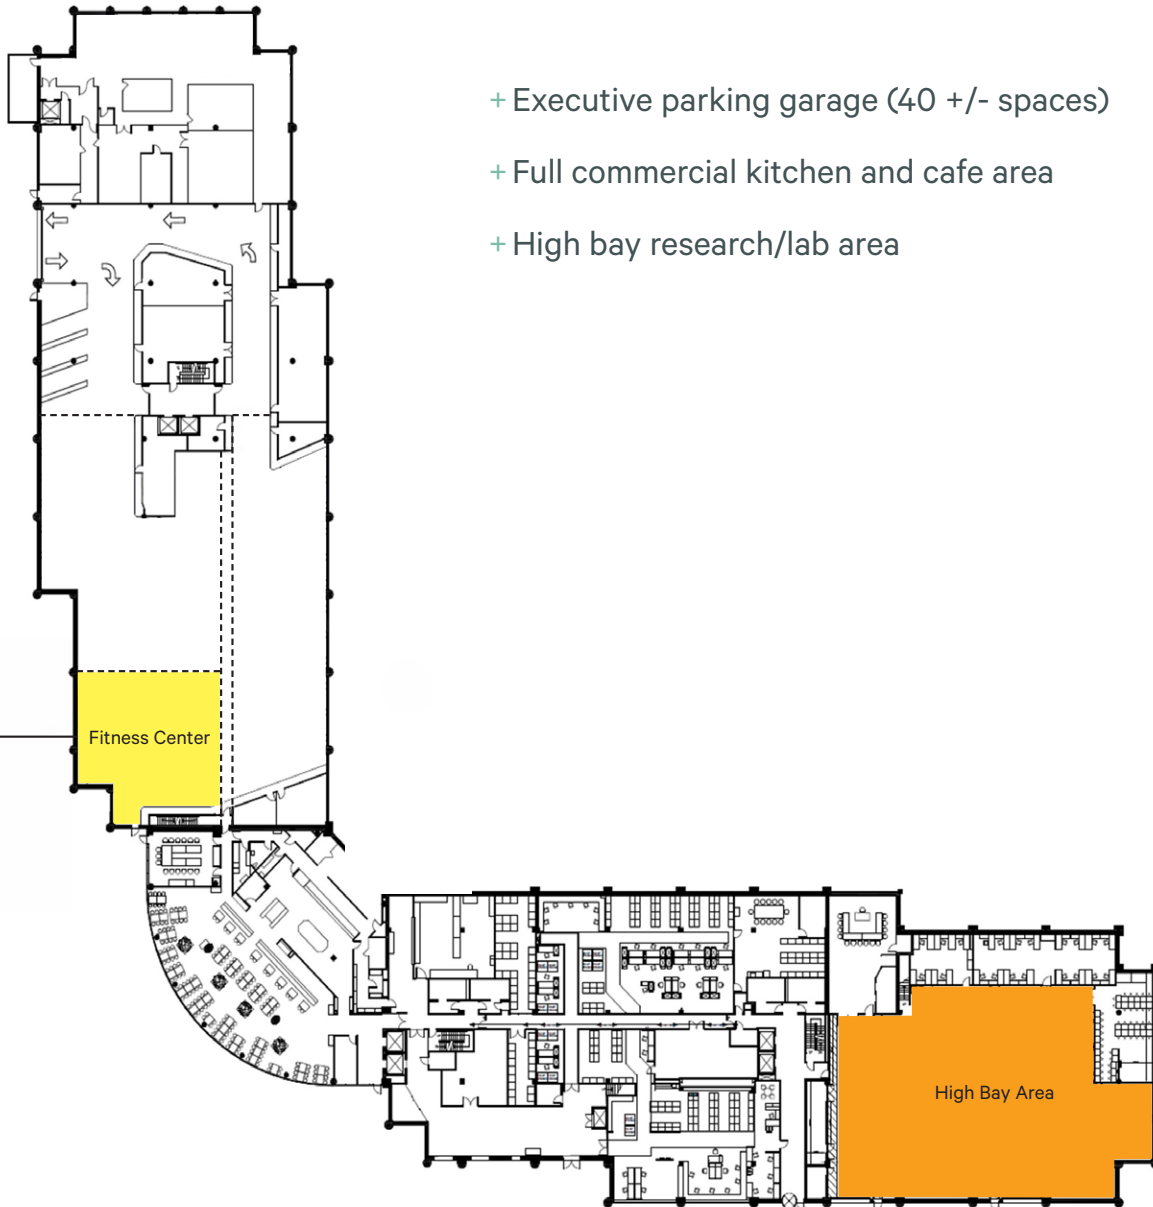 + Executive parking garage (40 +/- spaces)
+ Full commercial kitchen and cafe area
+ High bay research/lab area
Fitness Center
High Bay Area